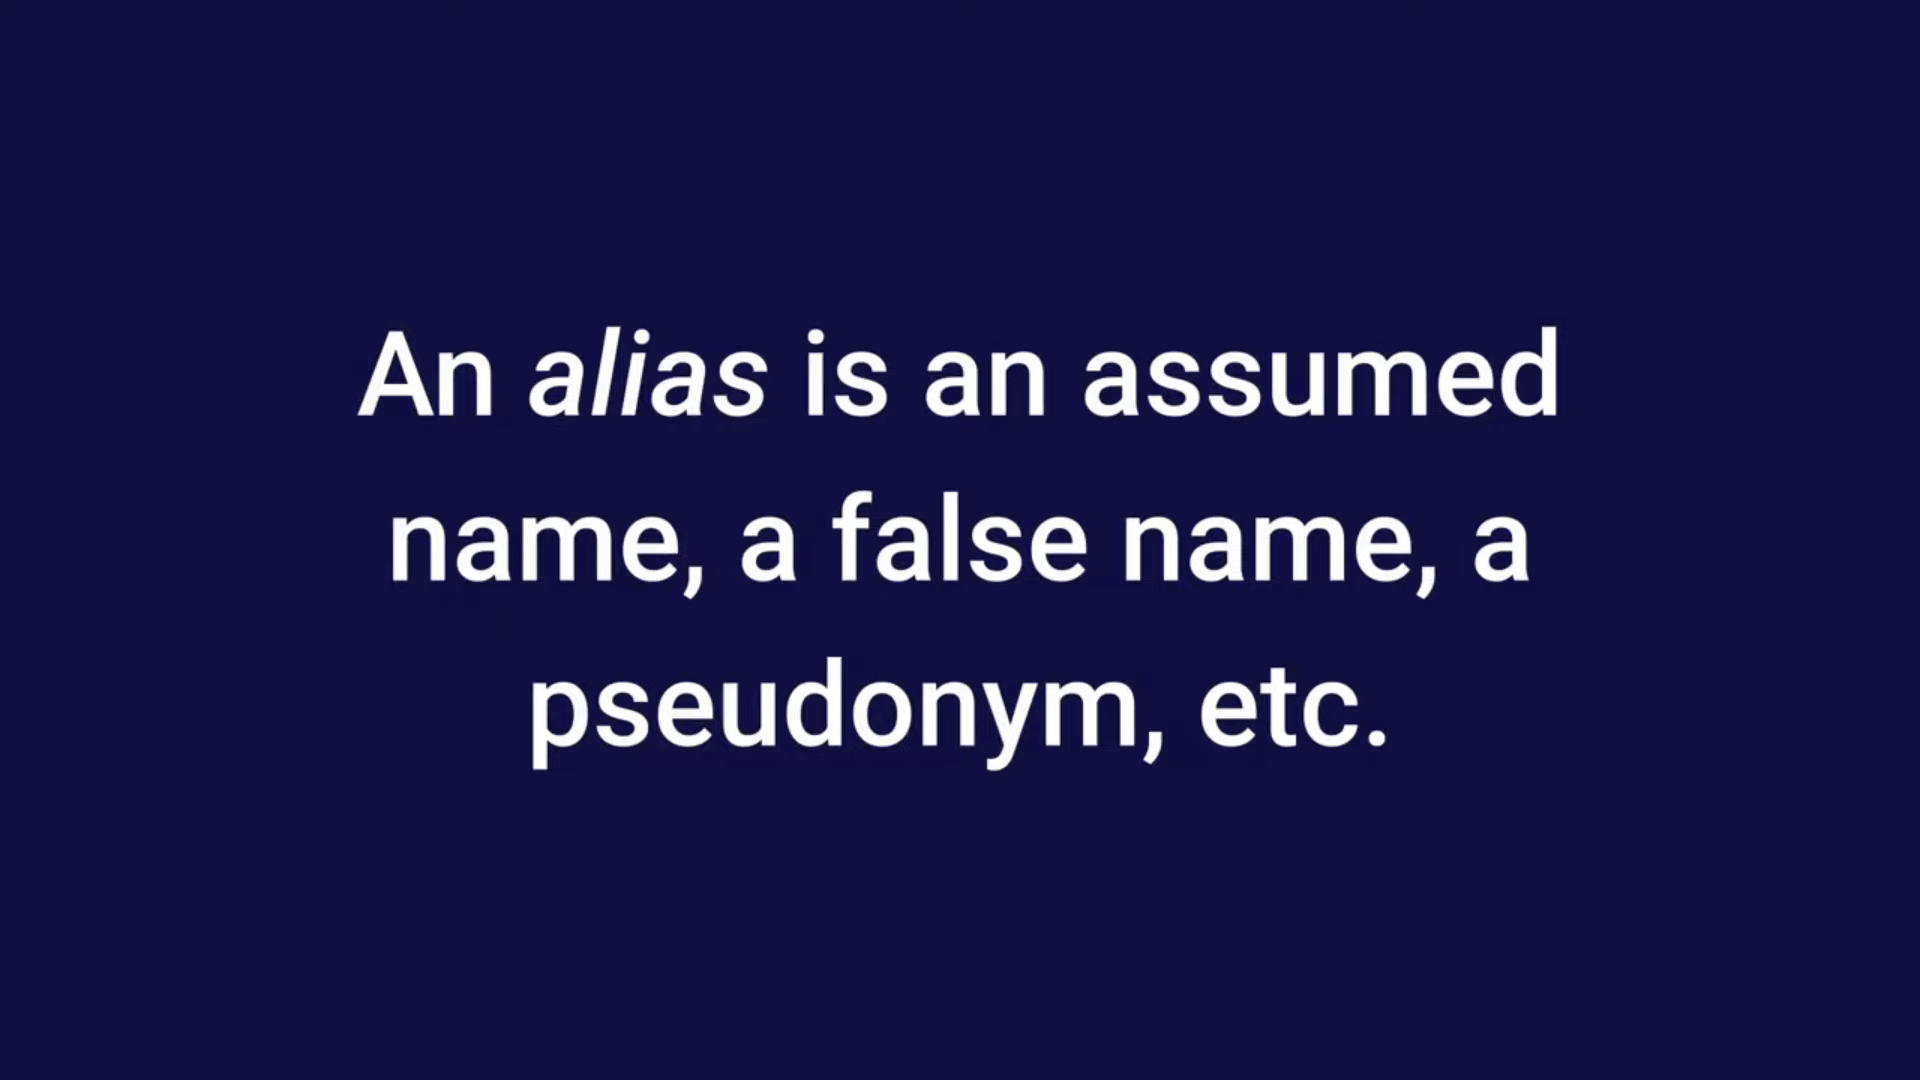 An alias is an assumed
name, a false name, a
pseudonym, etc.